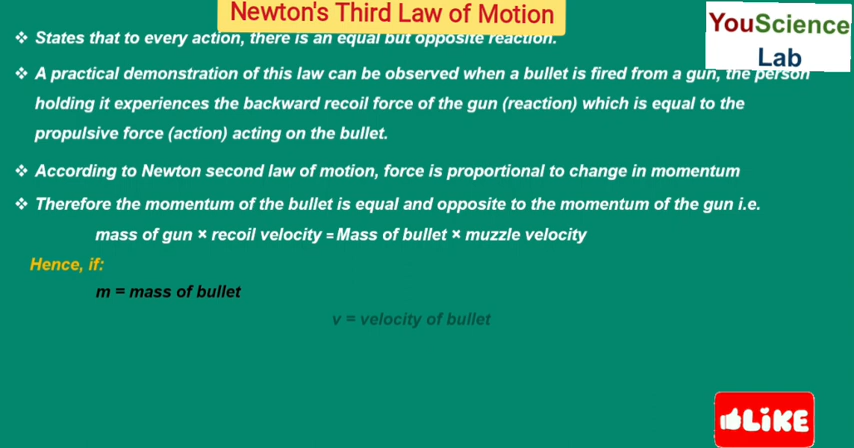 Newton's Third Law of Motion
YouScience
Lab
❖ States that to every action, there is an equal but opposite reaction.
❖ A practical demonstration of this law can be observed when a bullet is fired from a gun, the person
holding it experiences the backward recoil force of the gun (reaction) which is equal to the
propulsive force (action) acting on the bullet.
❖ According to Newton second law of motion, force is proportional to change in momentum
❖ Therefore the momentum of the bullet is equal and opposite to the momentum of the gun i.e.
mass of gun × recoil velocity = Mass of bullet × muzzle velocity
Hence, if:
m = mass of bullet
v = velocity of bullet
LIKE